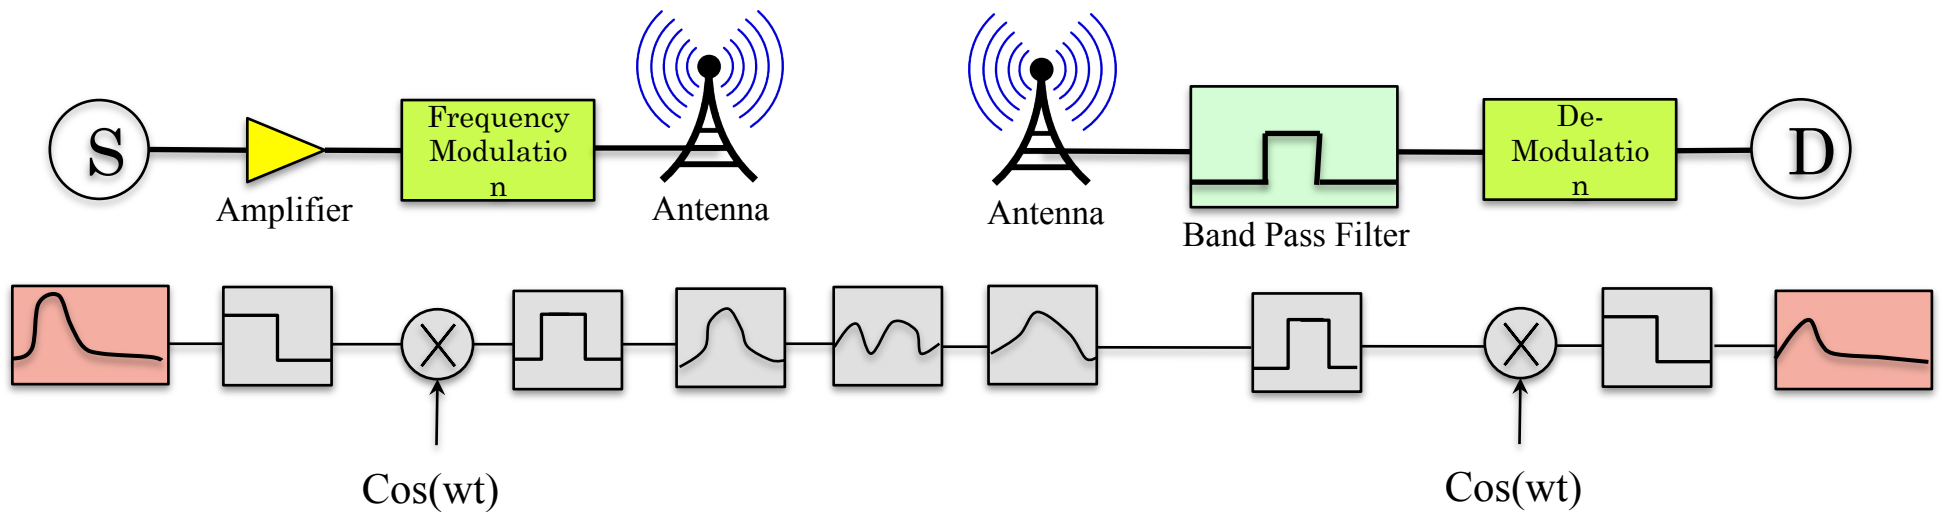 S
Amplifier
Frequency
Modulatio
n
Antenna
Antenna
Band Pass Filter
De-
Modulatio
n
D
Cos(wt)
Cos(wt)